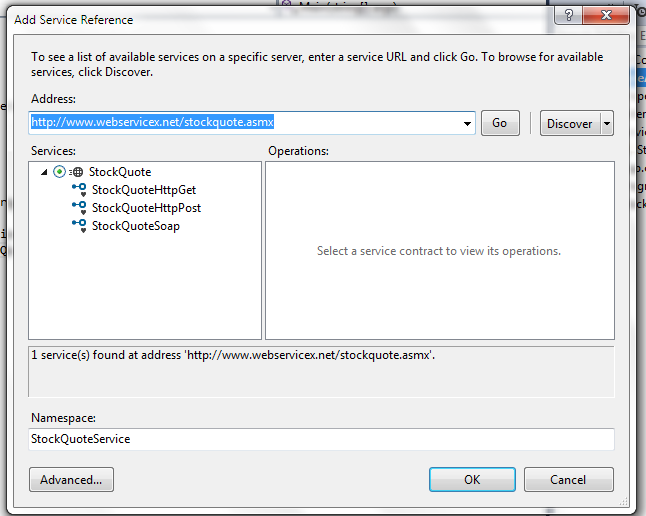 Add Service Reference
To see a list of available services on a specific server, enter a service URL and click Go. To browse for available
services, click Discover.
Address:
http://www.webservicex.net/stockquote.asmx
Go
Discover
Services:
Operations:
StockQuote
StockQuoteHttpGet
StockQuoteHttpPost
StockQuoteSoap
Select a service contract to view its operations.
1 service(s) found at address 'http://www.webservicex.net/stockquote.asmx'.
Namespace:
StockQuoteService
Advanced...
OK
Cancel